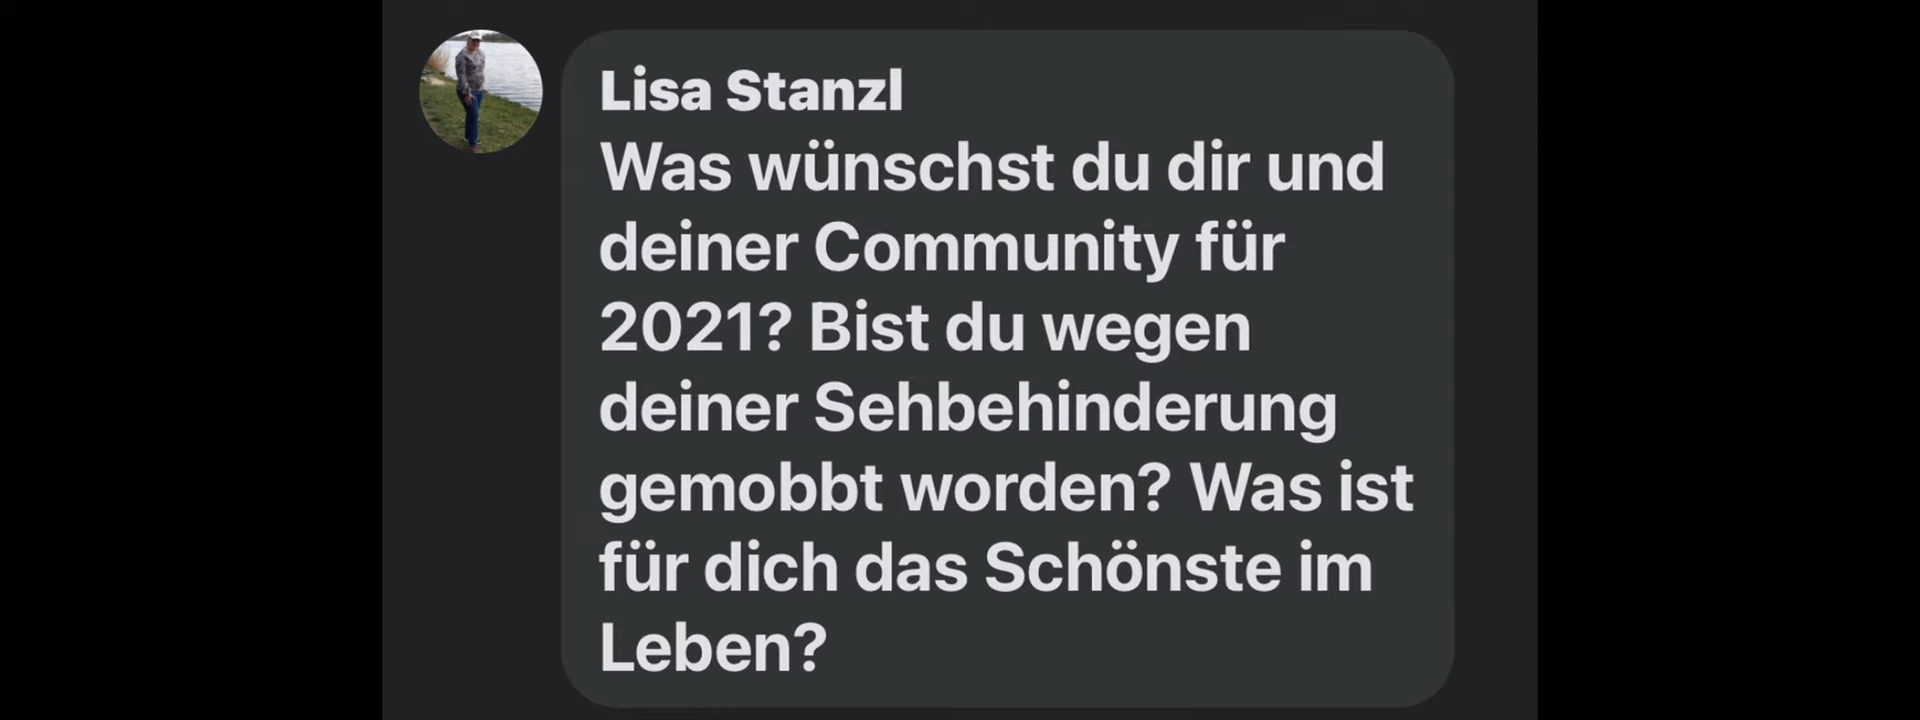 Lisa Stanzl
Was wünschst du dir und
deiner Community für
2021? Bist du wegen
deiner Sehbehinderung
gemobbt worden? Was ist
für dich das Schönste im
Leben?